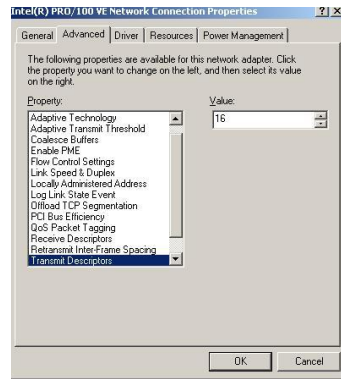 Intel(R) PRO/100 VE Network Connection Properties ? X
General Advanced Driver Resources Power Management
The following properties are available for this network adapter. Click
the property you want to change on the left, and then select its value
on the right.
Property:
Value:
Adaptive Technology
Adaptive Transmit Threshold
Coalesce Buffers
Enable PME
Flow Control Settings
Link Speed & Duplex
Locally Administered Address
Log Link State Event
Offload TCP Segmentation
PCI Bus Efficiency
QoS Packet Tagging
Receive Descriptors
Retransmit Inter-Frame Spacing
Transmit Descriptors
16
OK Cancel